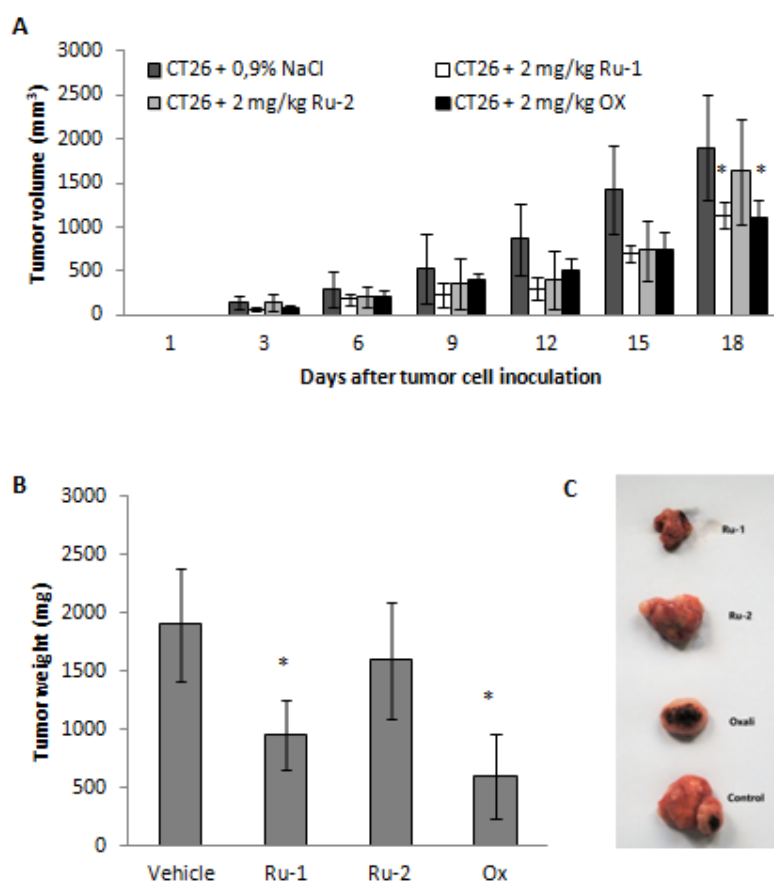 A
Tumor volume (mm³)
3000
2500
2000
1500
1000
500
0
CT26 + 0,9% NaCl
CT26 + 2 mg/kg Ru-1
CT26 + 2 mg/kg Ru-2
CT26 + 2 mg/kg OX
* *
1 3 6 9 12 15 18
Days after tumor cell inoculation
B
Tumor weight (mg)
3000
2500
2000
1500
1000
500
0
* *
Vehicle Ru-1 Ru-2 Ox
C
Ru-1
Ru-2
Oxali
Control